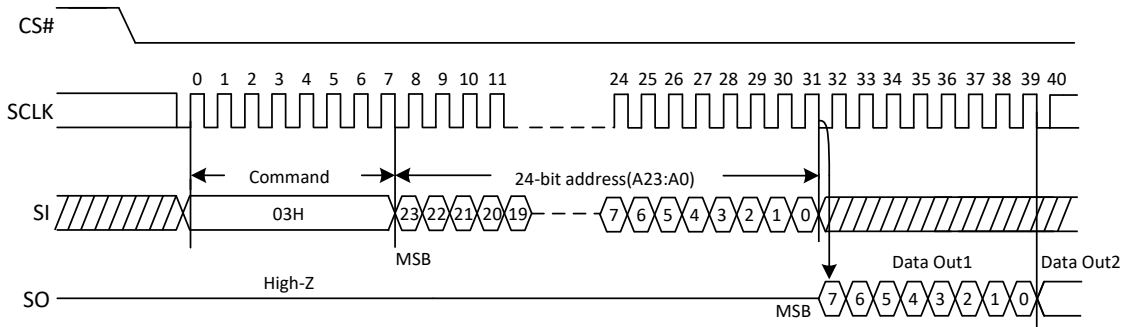 CS#
0 1 2 3 4 5 6 7 8 9 10 11 24 25 26 27 28 29 30 31 32 33 34 35 36 37 38 39 40
SCLK
Command 24-bit address(A23:A0)
SI 03H 23 22 21 20 19 7 6 5 4 3 2 1 0
MSB
High-Z Data Out1 Data Out2
SO 7 6 5 4 3 2 1 0
MSB